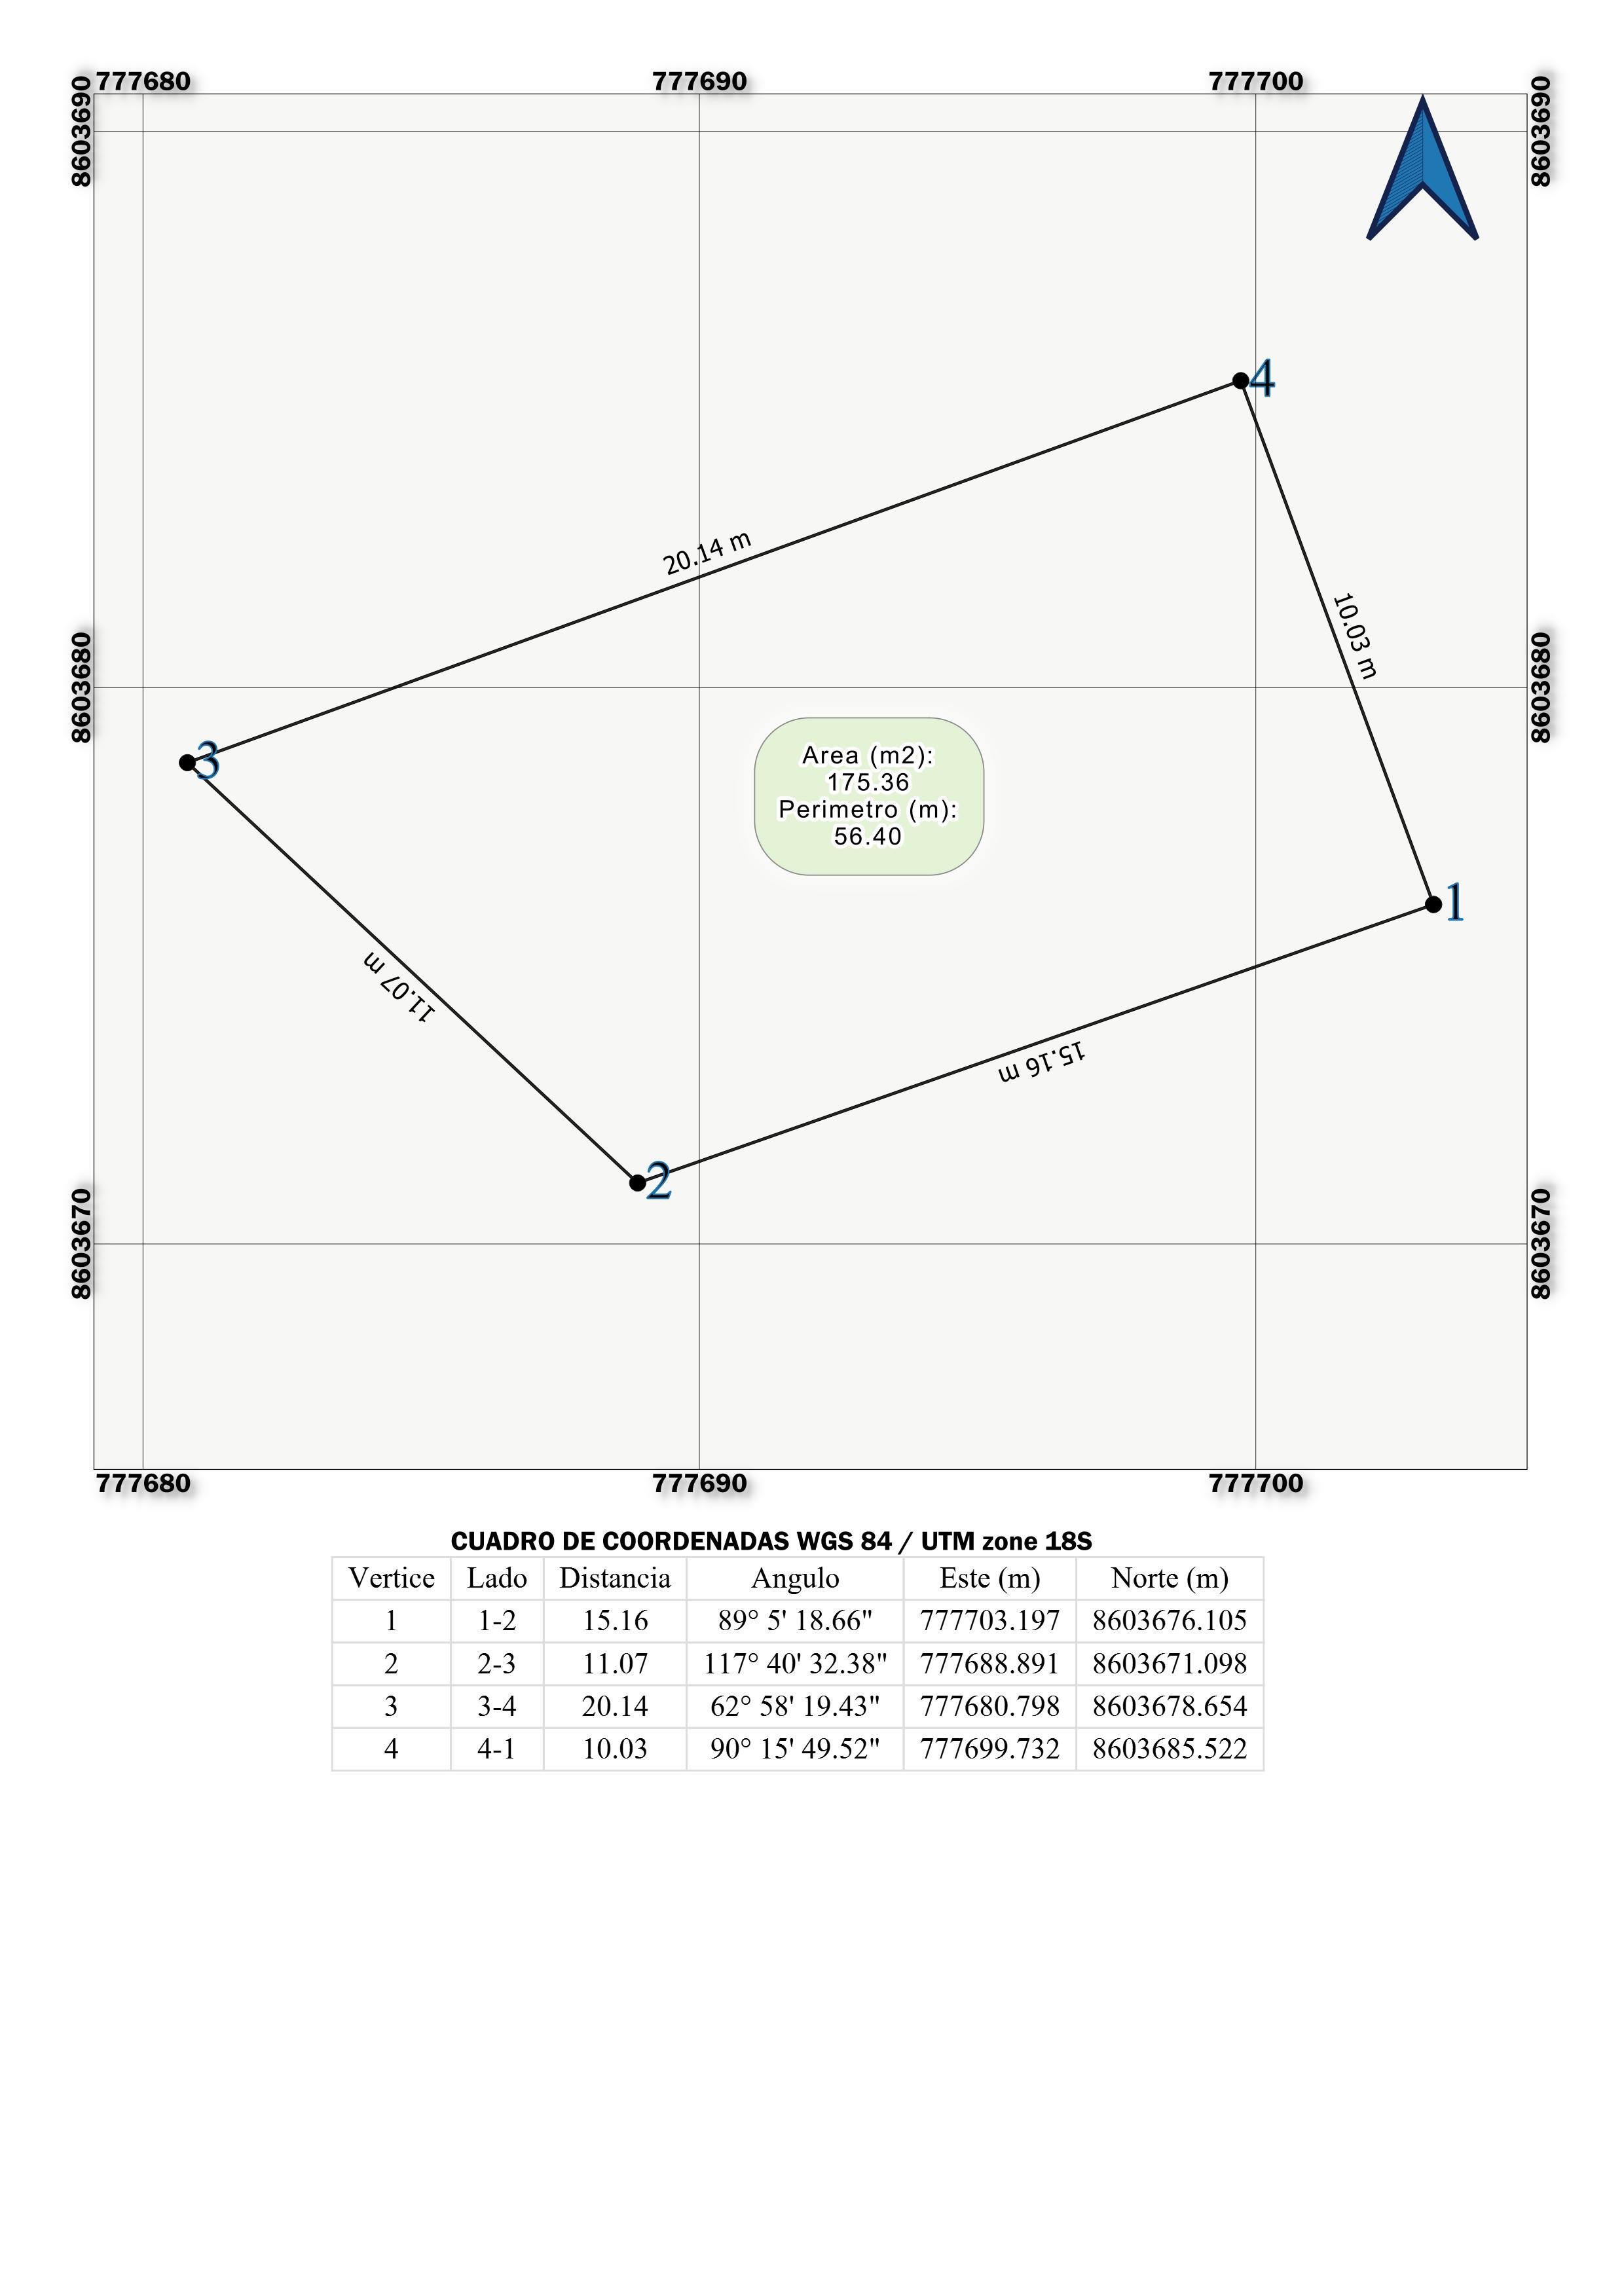 777680 777690 777700
8603690 8603690
4
20.14 m
10.03 m
8603680 8603680
3
Area (m2):
175.36
Perimetro (m):
56.40
1
11.07 m
15.16 m
2
8603670 8603670
777680 777690 777700
CUADRO DE COORDENADAS WGS 84 / UTM zone 18S
Vertice Lado Distancia Angulo Este (m) Norte (m)
1 1-2 15.16 89° 5' 18.66" 777703.197 8603676.105
2 2-3 11.07 117° 40' 32.38" 777688.891 8603671.098
3 3-4 20.14 62° 58' 19.43" 777680.798 8603678.654
4 4-1 10.03 90° 15' 49.52" 777699.732 8603685.522